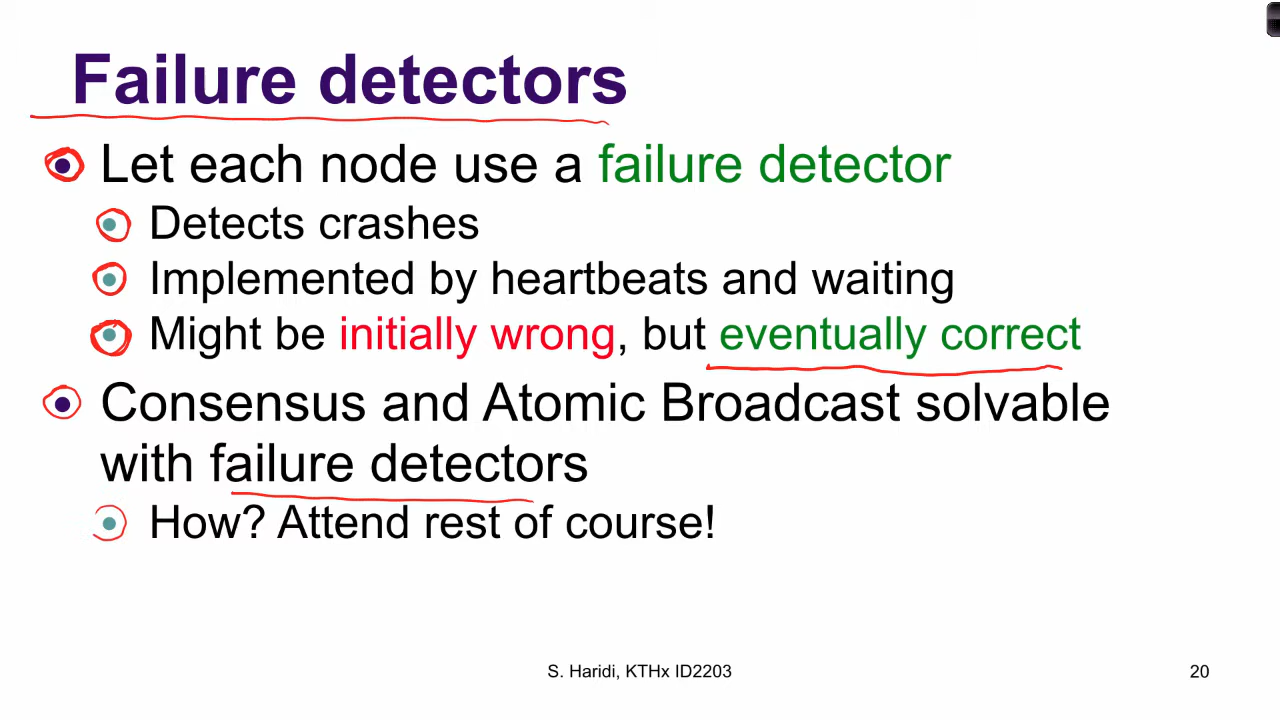 Failure detectors
Let each node use a failure detector
Detects crashes
Implemented by heartbeats and waiting
Might be initially wrong, but eventually correct
Consensus and Atomic Broadcast solvable
with failure detectors
How? Attend rest of course!
S. Haridi, KTHx ID2203
20